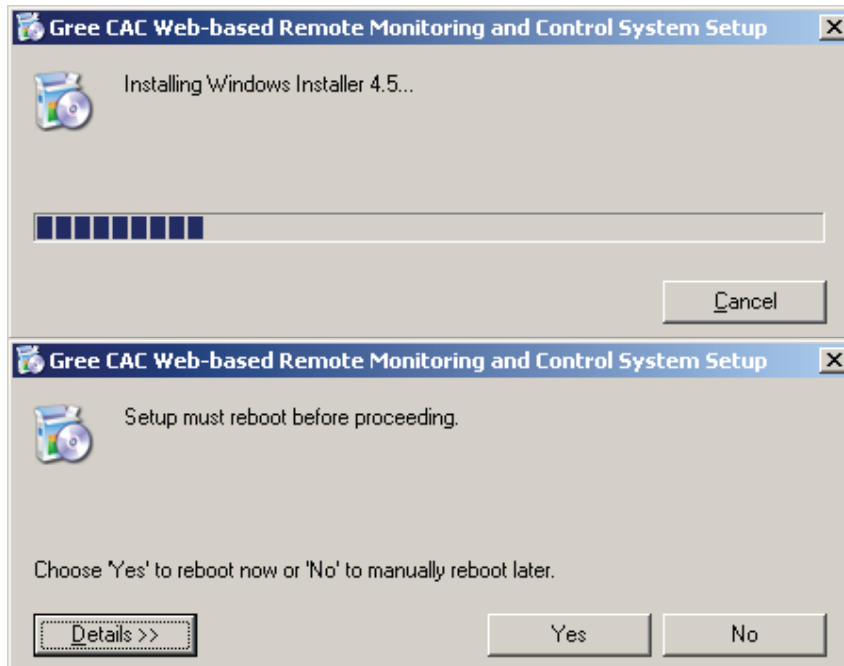 Gree CAC Web-based Remote Monitoring and Control System Setup
Installing Windows Installer 4.5...
Cancel
Gree CAC Web-based Remote Monitoring and Control System Setup
Setup must reboot before proceeding.
Choose 'Yes' to reboot now or 'No' to manually reboot later.
Details >> Yes No